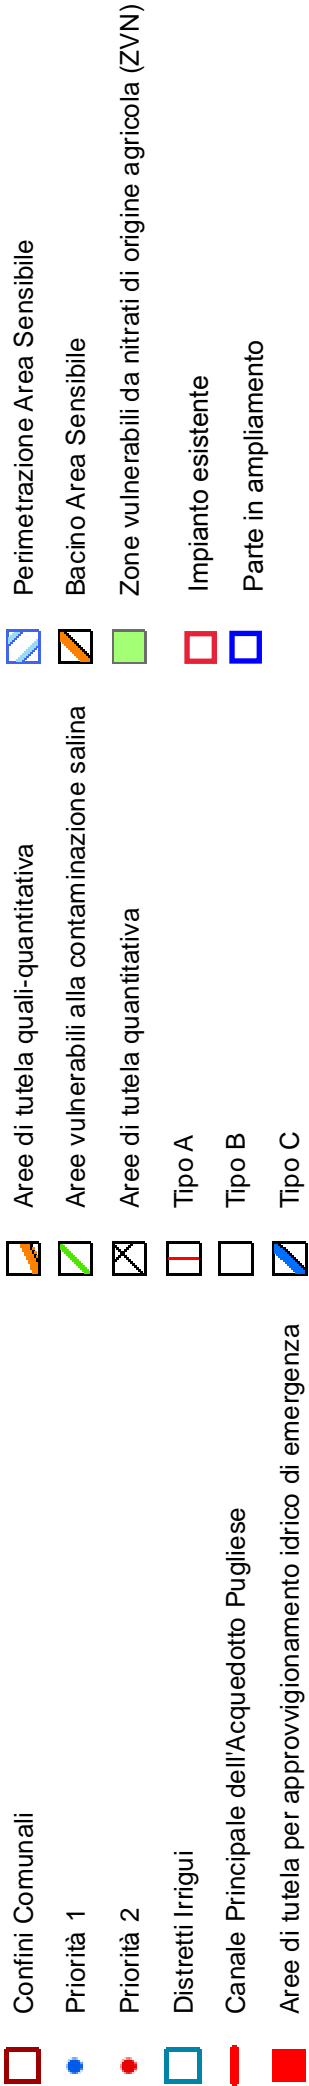 Confini Comunali
Priorità 1
Priorità 2
Distretti Irrigui
Canale Principale dell'Acquedotto Pugliese
Aree di tutela per approvvigionamento idrico di emergenza
Aree di tutela quali-quantitativa
Aree vulnerabili alla contaminazione salina
Aree di tutela quantitativa
Tipo A
Tipo B
Tipo C
Perimetrazione Area Sensibile
Bacino Area Sensibile
Zone vulnerabili da nitrati di origine agricola (ZVN)
Impianto esistente
Parte in ampliamento